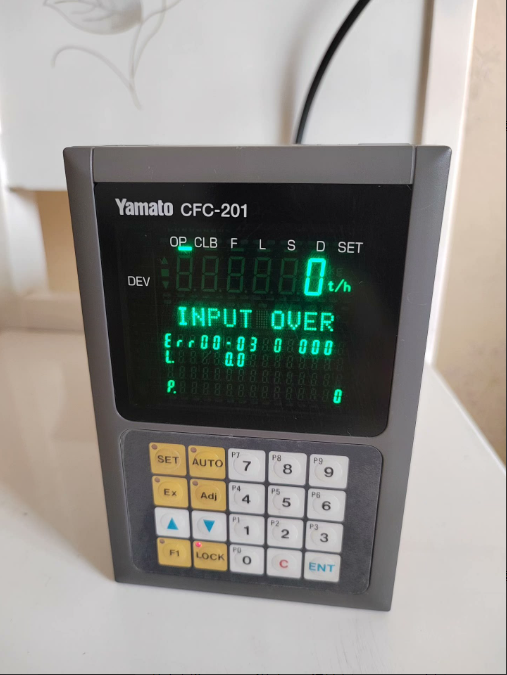 Yamato CFC-201
OP CLB F L S D SET
DEV 0 t/h
INPUT OVER
Err00-03 0 000
L. 0.0
P. 0
SET AUTO P7 7 P8 8 P9 9
Ex Adj P4 4 P5 5 P6 6
▲ ▼ P1 1 P2 2 P3 3
F1 LOCK P0 0 C ENT